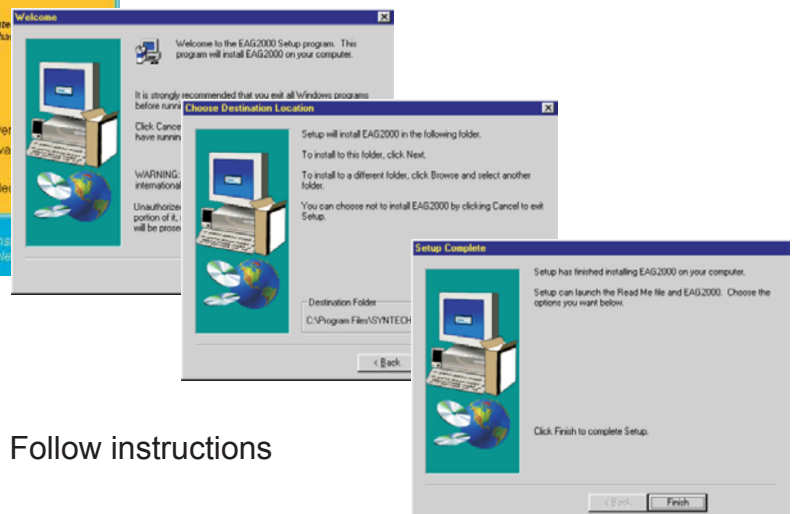 Welcome
Welcome to the EAG2000 Setup program. This
program will install EAG2000 on your computer.
It is strongly recommended that you exit all Windows programs
before
Click
have
WARNING:
international
portion of it,
will be
Choose Destination Location
Setup will install EAG2000 in the following folder.
To install to this folder, click Next.
To install to a different folder, click Browse and select another
folder.
You can choose not to install EAG2000 by clicking Cancel to exit
Setup.
Destination Folder
C:\Program Files\SYNTECH
< Back
Setup Complete
Setup has finished installing EAG2000 on your computer.
Setup can launch the Read Me file and EAG2000. Choose the
options you want below.
Click Finish to complete Setup.
< Back
Finish
Follow instructions